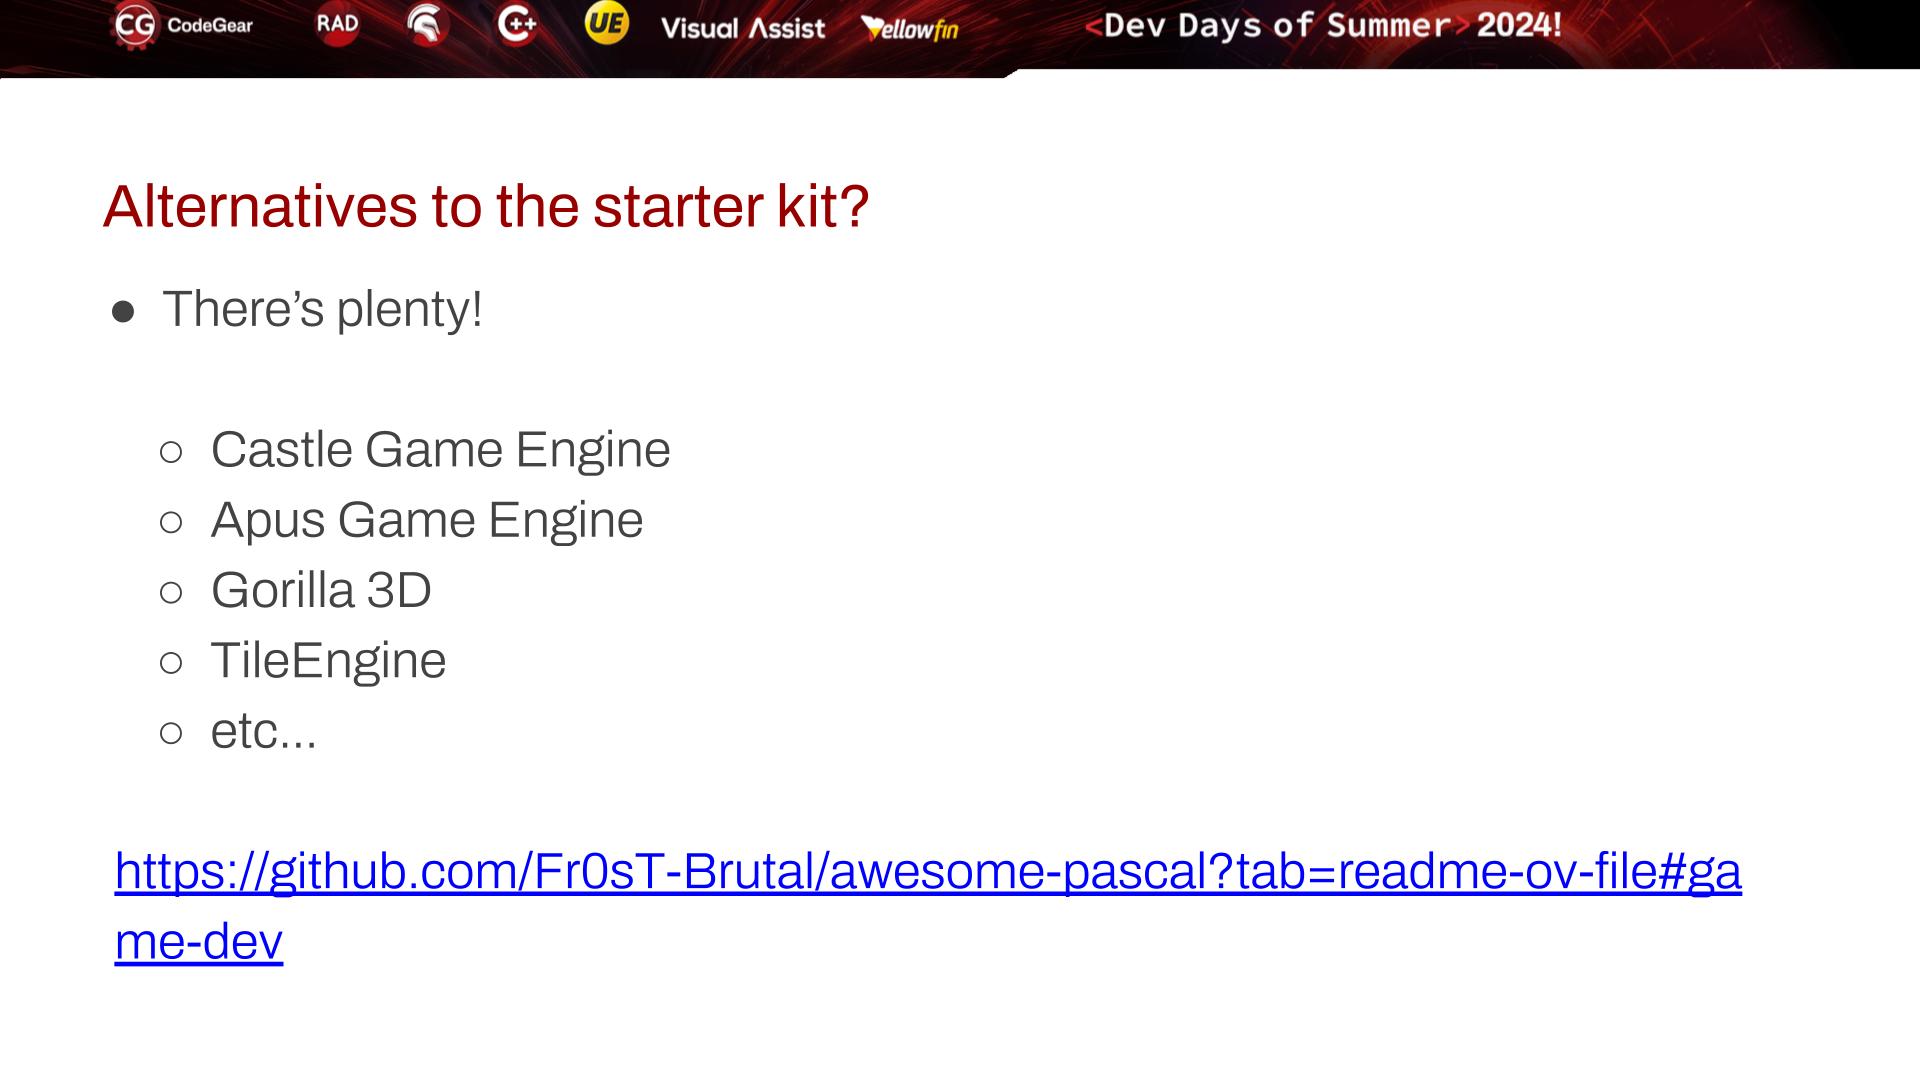 CG CodeGear RAD C++ UE Visual Assist Yellowfin <Dev Days of Summer> 2024!
Alternatives to the starter kit?
● There’s plenty!
○ Castle Game Engine
○ Apus Game Engine
○ Gorilla 3D
○ TileEngine
○ etc...
https://github.com/Fr0sT-Brutal/awesome-pascal?tab=readme-ov-file#ga
me-dev